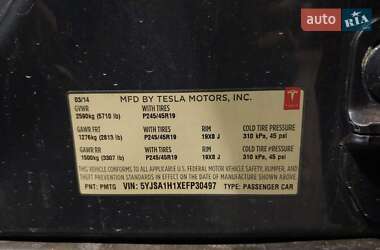 auto RIA
03/14 MFD BY TESLA MOTORS, INC.
GVWR WITH TIRES
2590kg (5710 lb) P245/45R19
GAWR FRT WITH TIRES RIM COLD TIRE PRESSURE
1276kg (2813 lb) P245/45R19 19X8 J 310 kPa, 45 psi
GAWR RR WITH TIRES RIM COLD TIRE PRESSURE
1500kg (3307 lb) P245/45R19 19X8 J 310 kPa, 45 psi
THIS VEHICLE CONFORMS TO ALL APPLICABLE U.S. FEDERAL MOTOR VEHICLE SAFETY, BUMPER, AND
THEFT PREVENTION STANDARDS IN EFFECT ON THE DATE OF MANUFACTURE SHOWN ABOVE.
PNT: PMTG VIN: 5YJSA1H1XEFP30497 TYPE: PASSENGER CAR